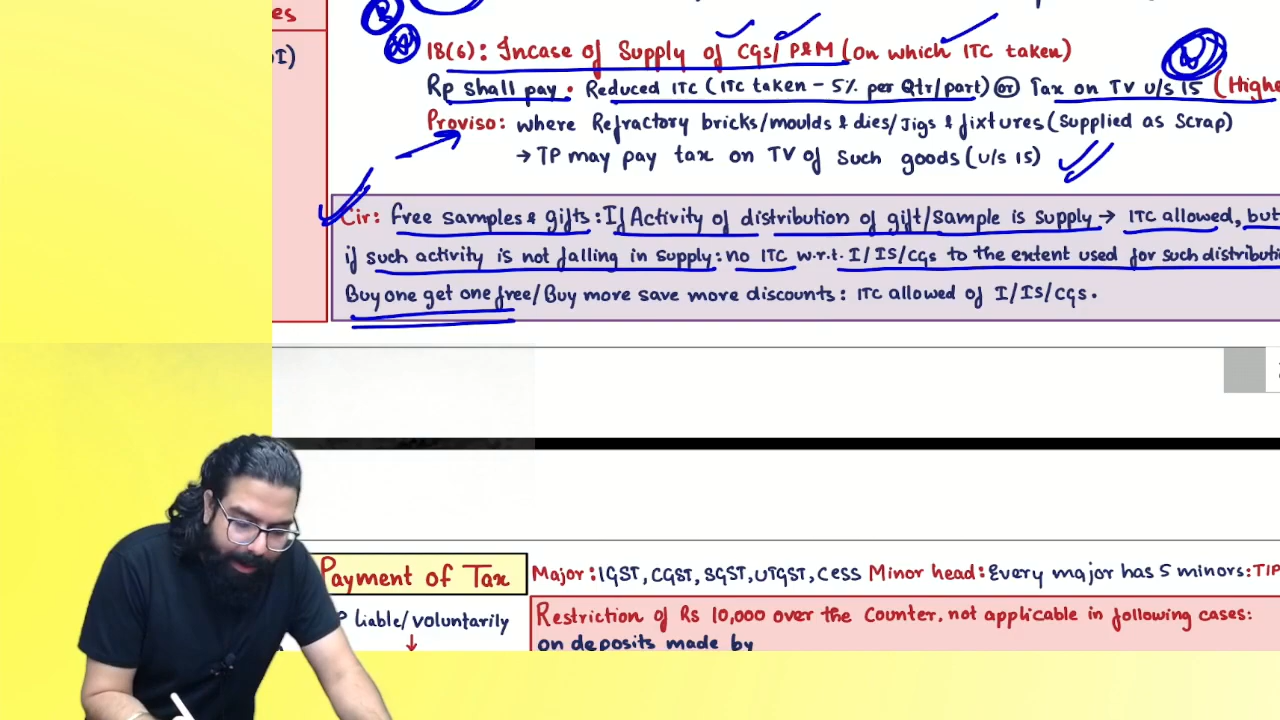 es
I)
18(6): Incase of Supply of CGs/ P&M (on which ITC taken)
Rp shall pay • Reduced ITC (ITC taken - 5% per Qtr/part) or Tax on TV u/s 15 (Highe
Proviso: where Refractory bricks/moulds & dies/Jigs & fixtures (Supplied as Scrap)
→ TP may pay tax on TV of such goods (u/s 15)
Cir: Free samples & gifts: If Activity of distribution of gift/sample is supply → ITC allowed, but
if such activity is not falling in supply: no ITC w.r.t. I/IS/CGs to the extent used for such distributi
Buy one get one free/Buy more save more discounts: ITC allowed of I/IS/CGS.
Payment of Tax
Major: IGST, CGST, SGST, UTGST, Cess Minor head: Every major has 5 minors: TIP
liable/voluntarily
↓
Restriction of Rs 10,000 over the Counter. not applicable in following cases:
on deposits made by